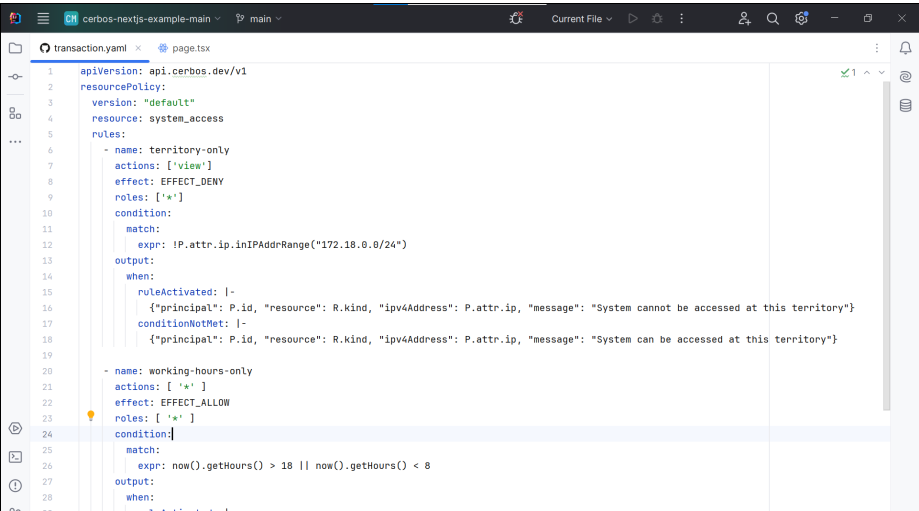 CM cerbos-nextjs-example-main main Current File
transaction.yaml page.tsx
1 apiVersion: api.cerbos.dev/v1 1
2 resourcePolicy:
3 version: "default"
4 resource: system_access
5 rules:
6 - name: territory-only
7 actions: ['view']
8 effect: EFFECT_DENY
9 roles: ['*']
10 condition:
11 match:
12 expr: !P.attr.ip.inIPAddrRange("172.18.0.0/24")
13 output:
14 when:
15 ruleActivated: |-
16 {"principal": P.id, "resource": R.kind, "ipv4Address": P.attr.ip, "message": "System cannot be accessed at this territory"}
17 conditionNotMet: |-
18 {"principal": P.id, "resource": R.kind, "ipv4Address": P.attr.ip, "message": "System can be accessed at this territory"}
19
20 - name: working-hours-only
21 actions: [ '*' ]
22 effect: EFFECT_ALLOW
23 roles: [ '*' ]
24 condition:
25 match:
26 expr: now().getHours() > 18 || now().getHours() < 8
27 output:
28 when: